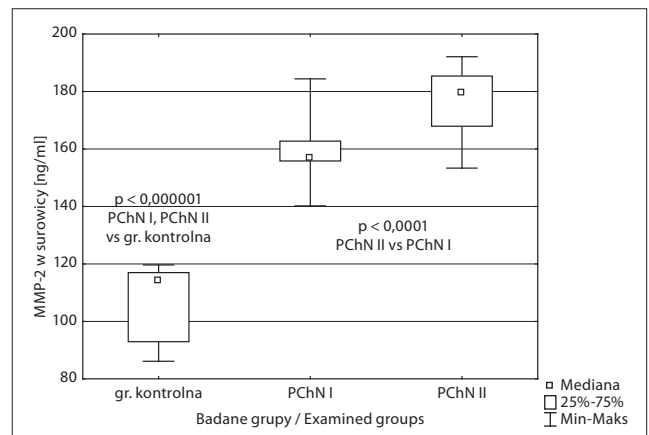 200
180
160
140
120
100
80
MMP-2 w surowicy [ng/ml]
p < 0,000001
PChN I, PChN II
vs gr. kontrolna
p < 0,0001
PChN II vs PChN I
gr. kontrolna
PChN I
PChN II
Badane grupy / Examined groups
Mediana
25%-75%
Min-Maks